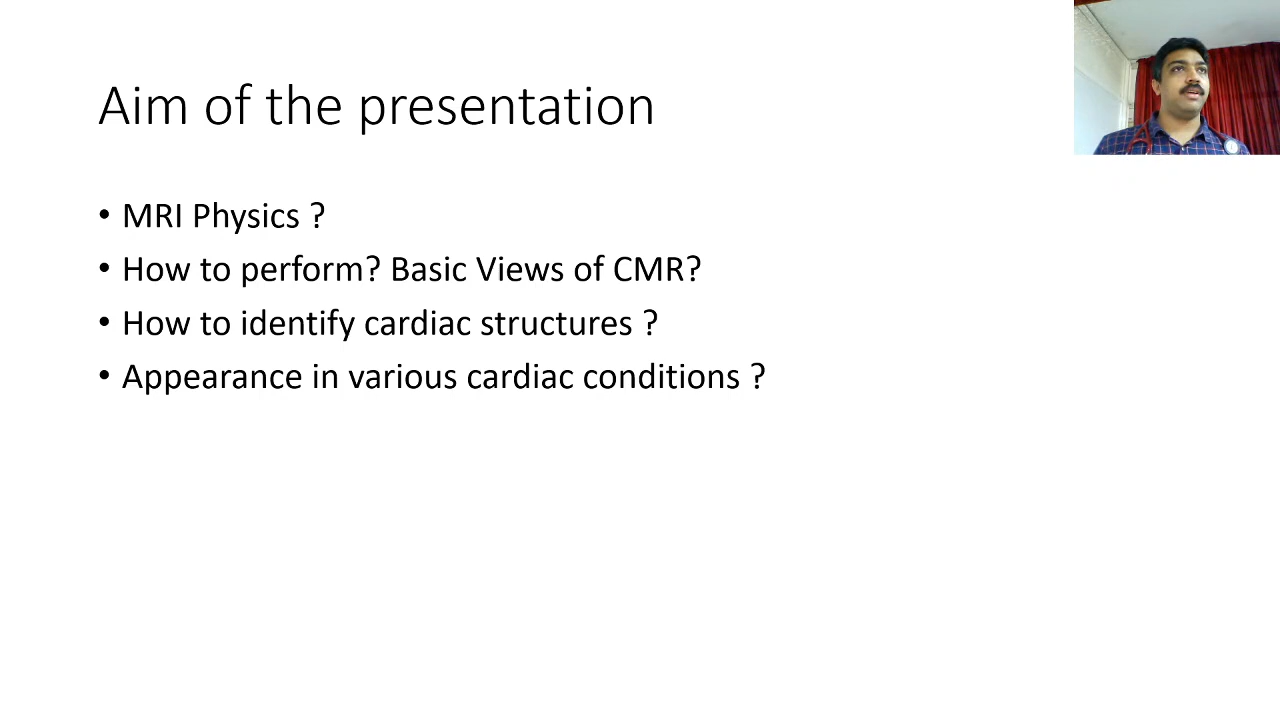 Aim of the presentation
• MRI Physics ?
• How to perform? Basic Views of CMR?
• How to identify cardiac structures ?
• Appearance in various cardiac conditions ?